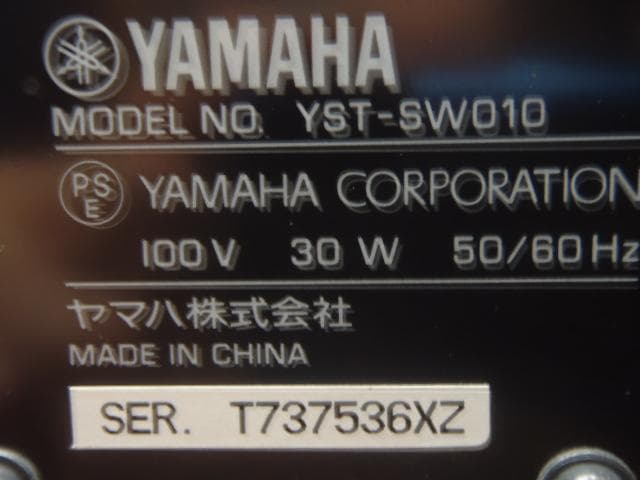 YAMAHA
MODEL NO. YST-SW010
PSE YAMAHA CORPORATION
100V 30W 50/60Hz
ヤマハ株式会社
MADE IN CHINA
SER. T737536XZ